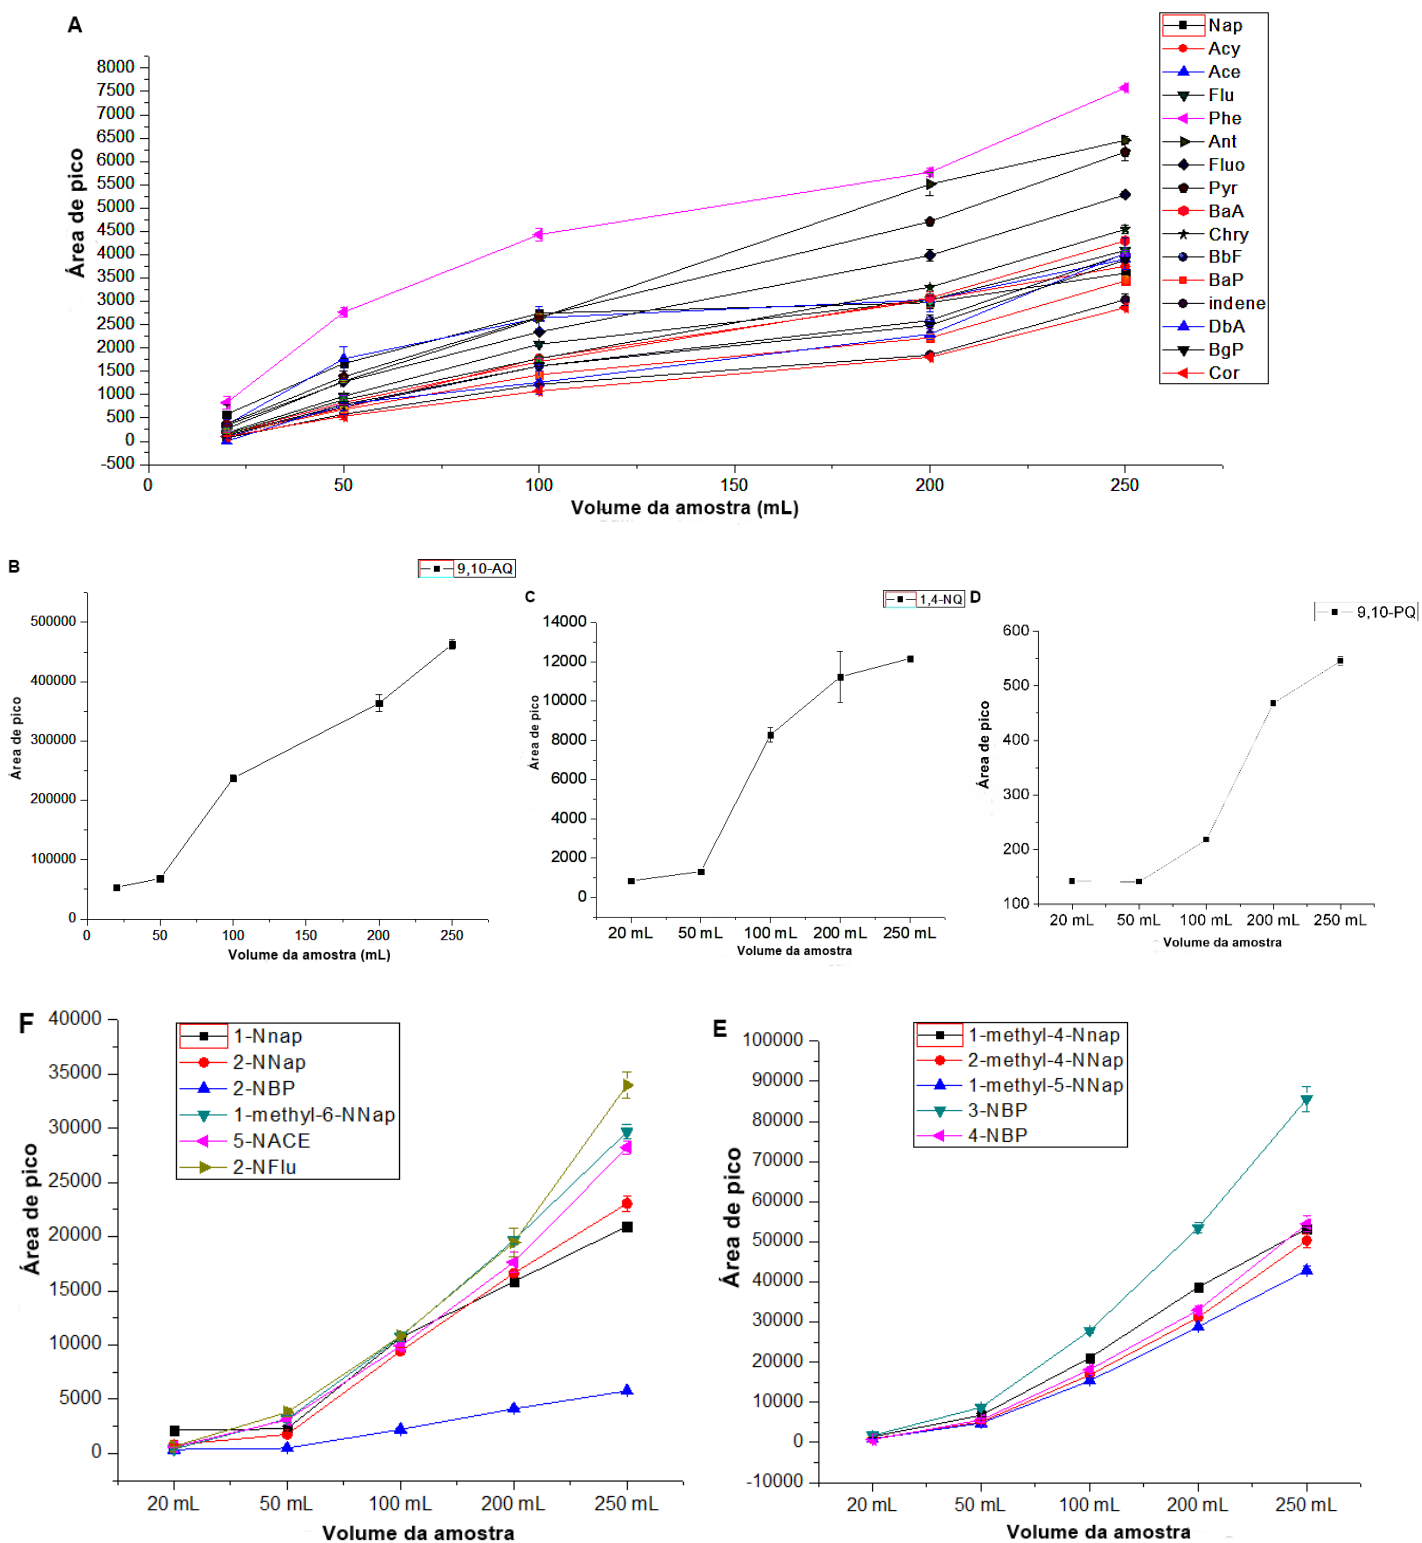 A
Nap
Acy
Ace
Flu
Phe
Ant
Fluo
Pyr
BaA
Chry
BbF
BaP
indene
DbA
BgP
Cor
8000
7500
7000
6500
6000
5500
5000
4500
4000
3500
3000
2500
2000
1500
1000
500
0
-500
Área de pico
0 50 100 150 200 250
Volume da amostra (mL)
B
9,10-AQ
500000
400000
300000
200000
100000
0
Área de pico
0 50 100 150 200 250
Volume da amostra (mL)
C
1,4-NQ
14000
12000
10000
8000
6000
4000
2000
0
Área de pico
20 mL 50 mL 100 mL 200 mL 250 mL
Volume da amostra
D
9,10-PQ
600
500
400
300
200
100
Área de pico
20 mL 50 mL 100 mL 200 mL 250 mL
Volume da amostra
F
1-Nnap
2-NNap
2-NBP
1-methyl-6-NNap
5-NACE
2-NFlu
40000
35000
30000
25000
20000
15000
10000
5000
0
Área de pico
20 mL 50 mL 100 mL 200 mL 250 mL
Volume da amostra
E
1-methyl-4-Nnap
2-methyl-4-NNap
1-methyl-5-NNap
3-NBP
4-NBP
100000
90000
80000
70000
60000
50000
40000
30000
20000
10000
0
-10000
Área de pico
20 mL 50 mL 100 mL 200 mL 250 mL
Volume da amostra